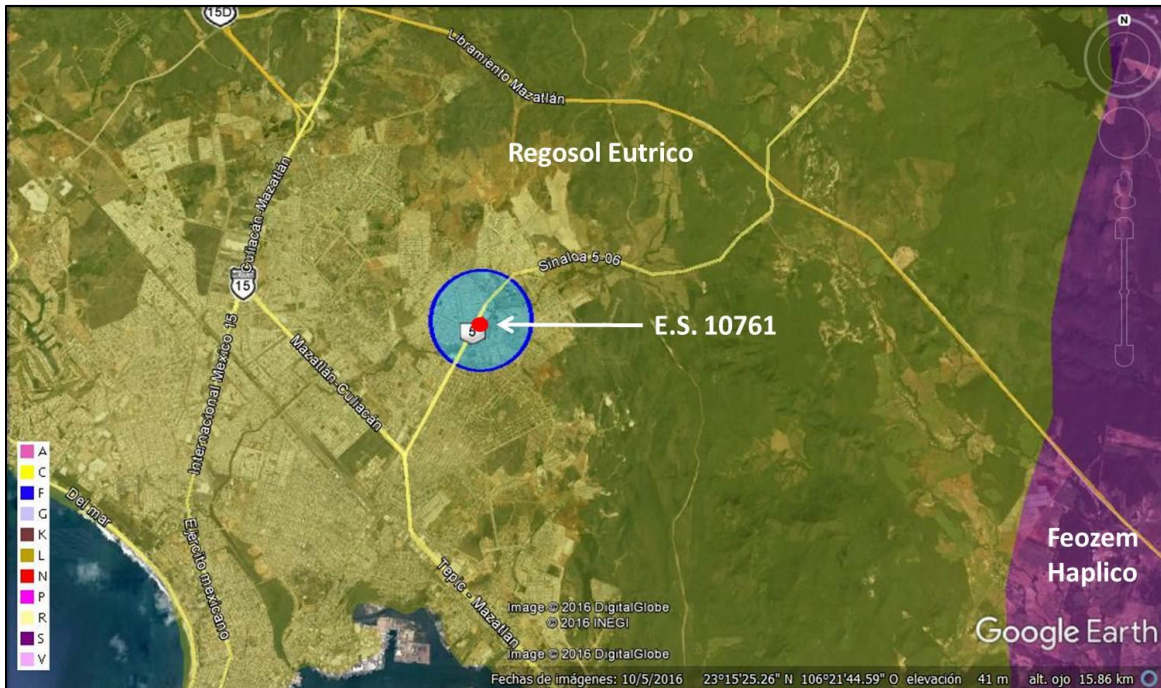 15D
N
Libramiento Mazatlán
Regosol Eutrico
Culiacán-Mazatlán
Sinaloa 5-06
15
5
E.S. 10761
Internacional Mexico 15
Mazatlán-Culiacán
A
C
F
G
K
L
N
P
R
S
V
Del mar
Ejército mexicano
Tepic - Mazatlán
Feozem
Haplico
Image © 2016 DigitalGlobe
© 2016 INEGI
Image © 2016 DigitalGlobe
Google Earth
Fechas de imágenes: 10/5/2016 23°15'25.26" N 106°21'44.59" O elevación 41 m alt. ojo 15.86 km